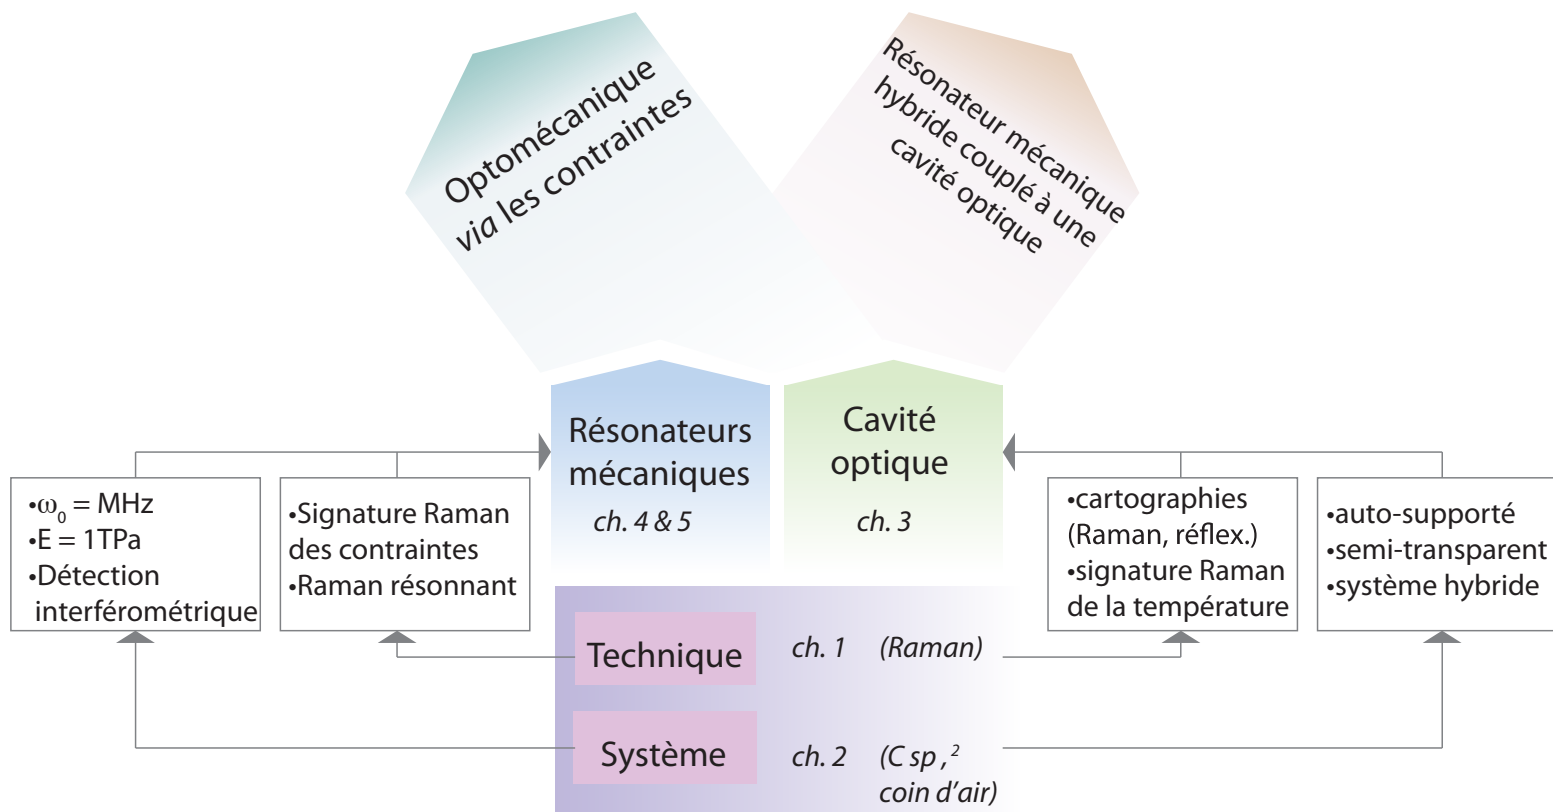 Optomécanique
via les contraintes
Résonateur mécanique
hybride couplé à une
cavité optique
Résonateurs
mécaniques
ch. 4 & 5
Cavité
optique
ch. 3
•ω₀ = MHz
•E = 1TPa
•Détection
interférométrique
•Signature Raman
des contraintes
•Raman résonnant
•cartographies
(Raman, réflex.)
•signature Raman
de la température
•auto-supporté
•semi-transparent
•système hybride
Technique ch. 1 (Raman)
Système ch. 2 (C sp , ²
coin d'air)